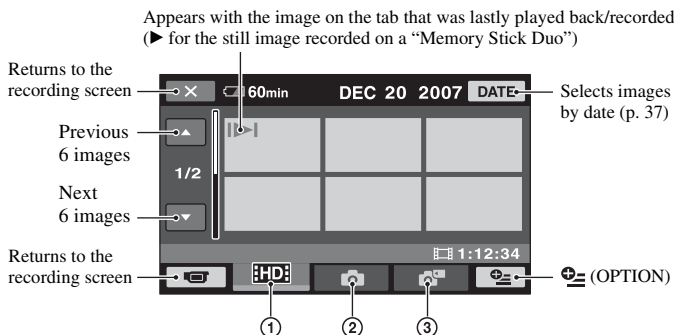 Appears with the image on the tab that was lastly played back/recorded
(▶ for the still image recorded on a “Memory Stick Duo”)
Returns to the
recording screen
60min
DEC 20 2007
DATE
Selects images
by date (p. 37)
Previous
6 images
1/2
Next
6 images
1:12:34
Returns to the
recording screen
HD
(OPTION)
① ② ③